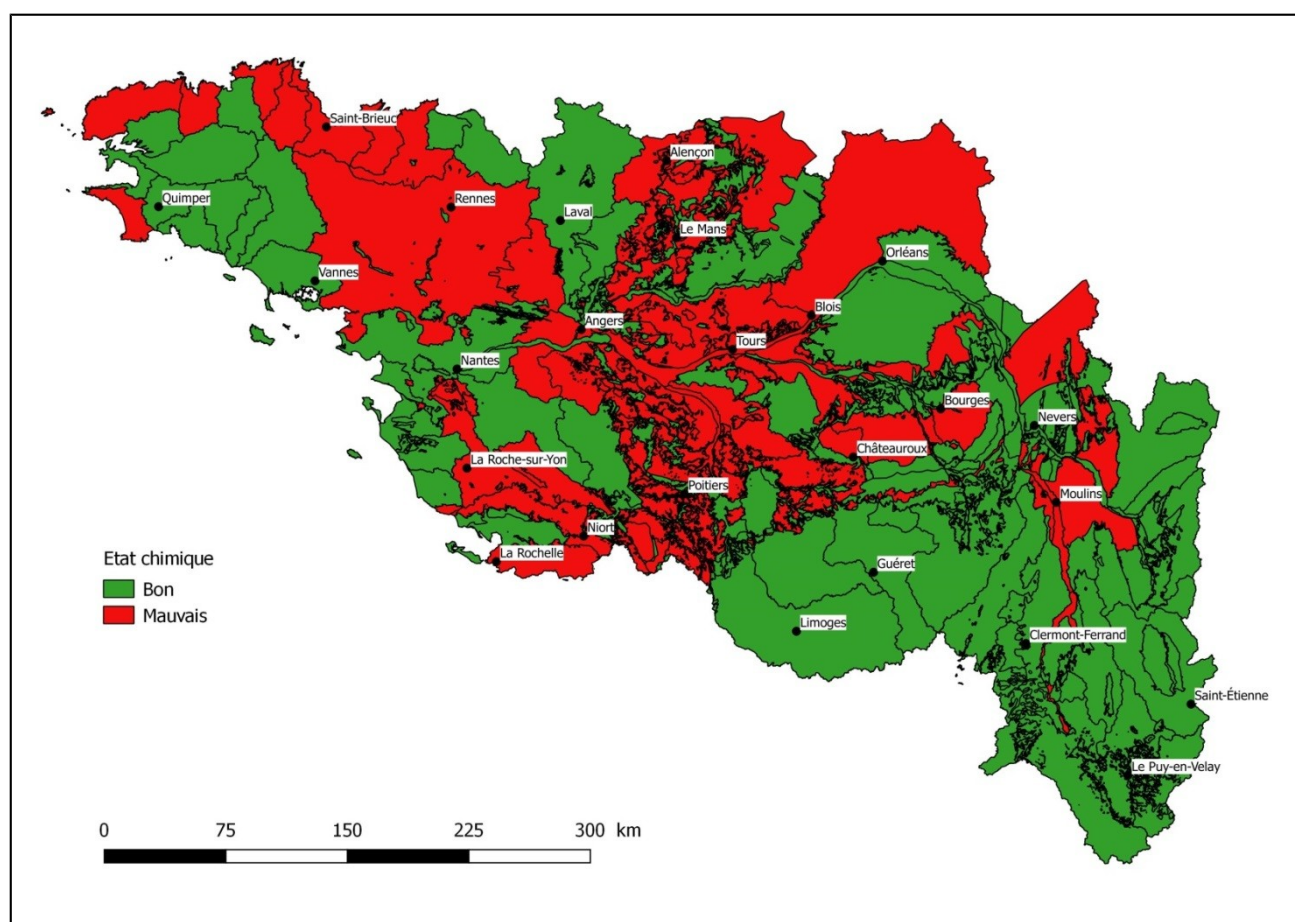 Saint-Brieuc
Alençon
Quimper
Rennes
Laval
Le Mans
Orléans
Vannes
Blois
Angers
Tours
Nantes
Bourges
Nevers
Châteauroux
La Roche-sur-Yon
Poitiers
Moulins
Niort
La Rochelle
Guéret
Limoges
Clermont-Ferrand
Saint-Étienne
Le Puy-en-Velay
Etat chimique
Bon
Mauvais
0 75 150 225 300 km